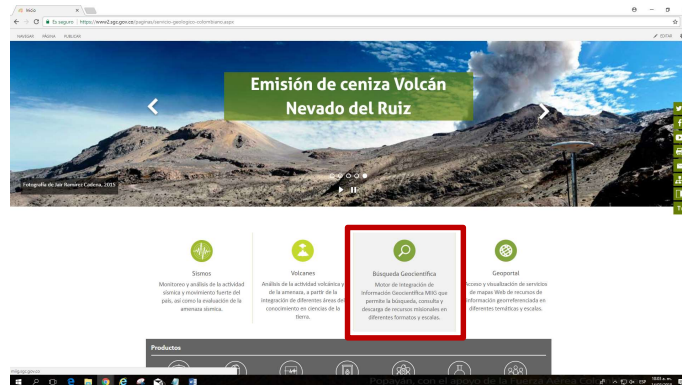 Inicio
Es seguro | https://www2.sgc.gov.co/paginas/servicio-geologico-colombiano.aspx
NAVEGAR PÁGINA PUBLICAR
EDITAR
Emisión de ceniza Volcán
Nevado del Ruiz
Fotografía de Jair Ramírez Cadena, 2015
Sismos
Monitoreo y análisis de la actividad
sísmica y movimiento fuerte del
país, así como la evaluación de la
amenaza sísmica.
Volcanes
Análisis de la actividad volcánica y
de la amenaza, a partir de la
integración de diferentes áreas del
conocimiento en ciencias de la
tierra.
Búsqueda Geocientífica
Motor de integración de
Información Geocientífica MIIG que
permite la búsqueda, consulta y
descarga de recursos misionales en
diferentes formatos y escalas.
Geoportal
Acceso y visualización de servicios
de mapas Web de recursos de
información georreferenciada en
diferentes temáticas y escalas.
Productos
miig.sgc.gov.co
Popayán, con el apoyo de la Fuerza Aérea
ESP